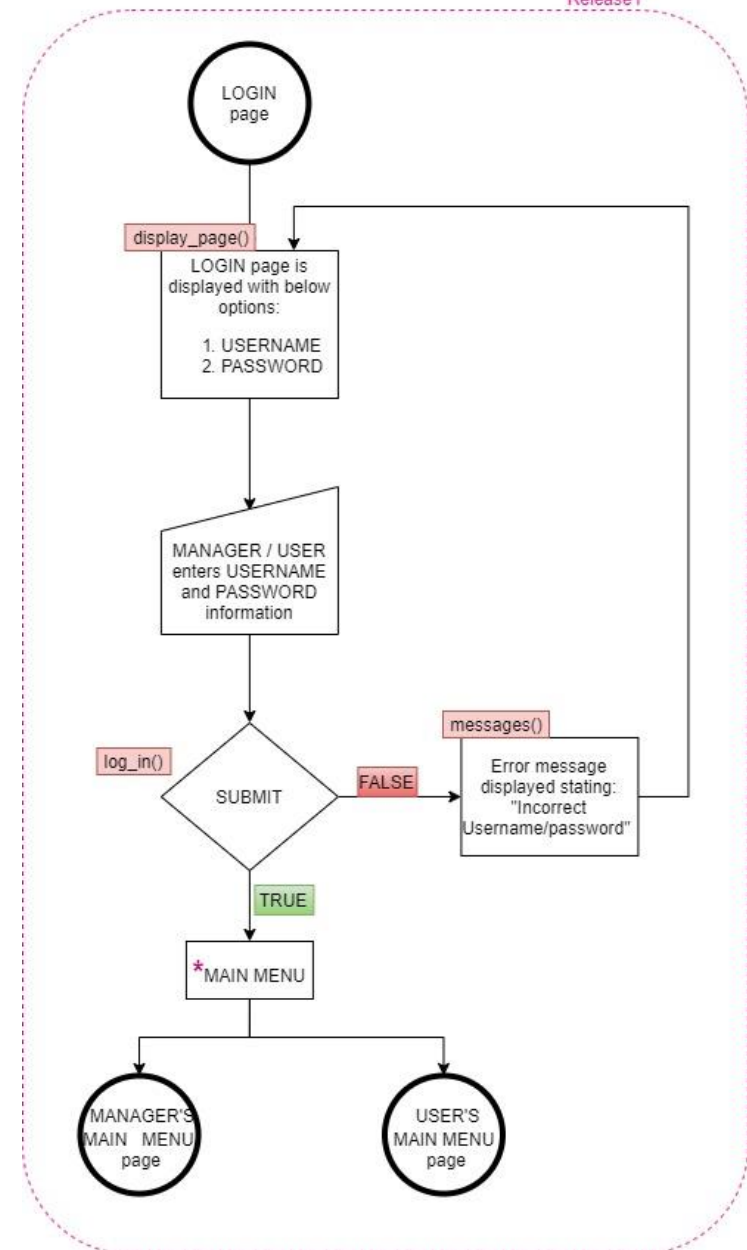 Release1
LOGIN
page
display_page()
LOGIN page is
displayed with below
options:
1. USERNAME
2. PASSWORD
MANAGER / USER
enters USERNAME
and PASSWORD
information
log_in()
SUBMIT
FALSE
messages()
Error message
displayed stating:
"Incorrect
Username/password"
TRUE
*MAIN MENU
MANAGER'S
MAIN MENU
page
USER'S
MAIN MENU
page